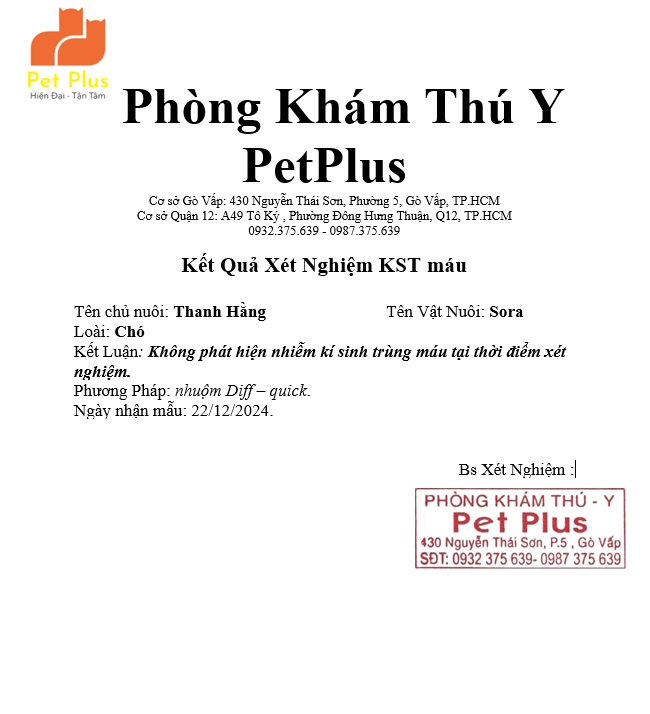 Pet Plus
Hiện Đại - Tận Tâm
Phòng Khám Thú Y
PetPlus
Cơ sở Gò Vấp: 430 Nguyễn Thái Sơn, Phường 5, Gò Vấp, TP.HCM
Cơ sở Quận 12: A49 Tô Ký , Phường Đông Hưng Thuận, Q12, TP.HCM
0932.375.639 - 0987.375.639
Kết Quả Xét Nghiệm KST máu
Tên chủ nuôi: Thanh Hằng Tên Vật Nuôi: Sora
Loài: Chó
Kết Luận: Không phát hiện nhiễm kí sinh trùng máu tại thời điểm xét
nghiệm.
Phương Pháp: nhuộm Diff – quick.
Ngày nhận mẫu: 22/12/2024.
Bs Xét Nghiệm :
PHÒNG KHÁM THÚ - Y
Pet Plus
430 Nguyễn Thái Sơn, P.5 , Gò Vấp
SĐT: 0932 375 639- 0987 375 639